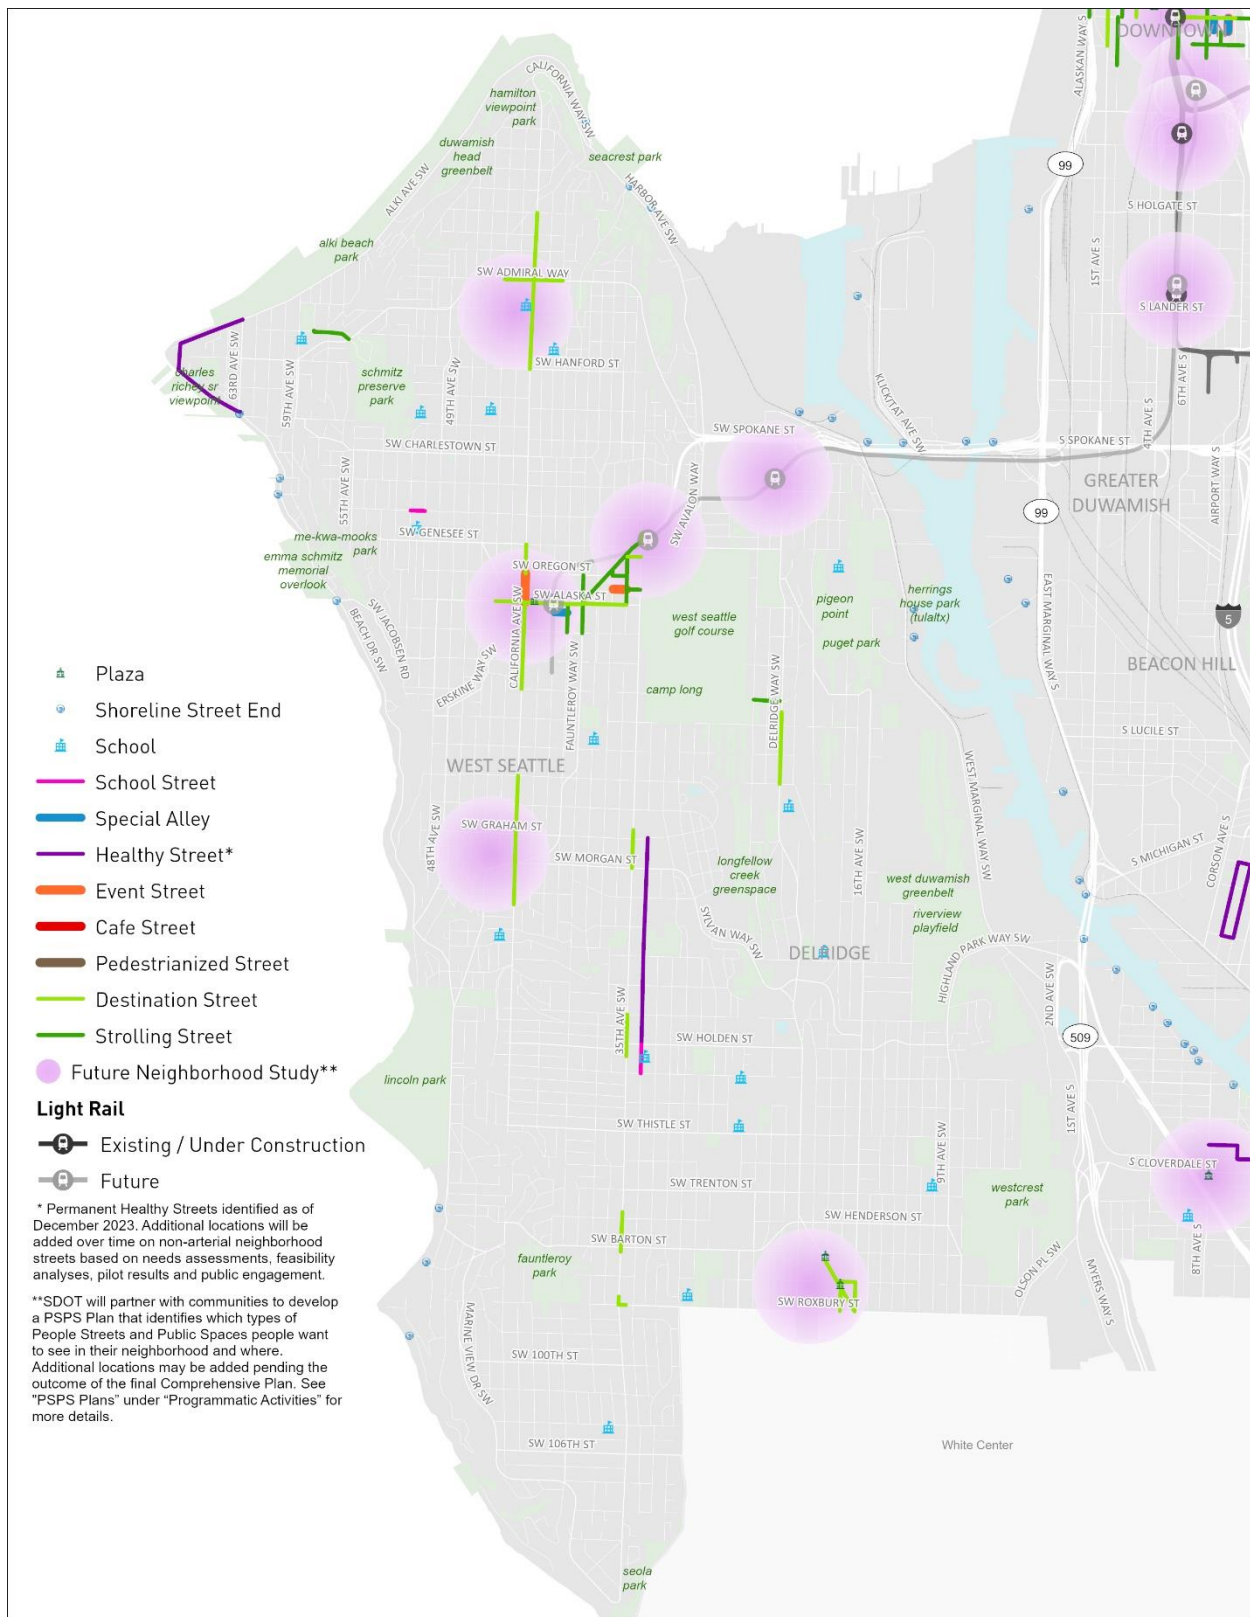 DOWNTOWN
ALASKAN WAY S
CALIFORNIA WAY SW
hamilton
viewpoint
park
duwamish
head
greenbelt
seacrest park
99
HARBOR AVE SW
ALKI AVE SW
S HOLGATE ST
alki beach
park
1ST AVE S
SW ADMIRAL WAY
S LANDER ST
63RD AVE SW
59TH AVE SW
49TH AVE SW
SW HANFORD ST
charles
richey sr
viewpoint
schmitz
preserve
park
KLICKITAT AVE SW
6TH AVE S
4TH AVE S
SW CHARLESTOWN ST
SW SPOKANE ST
S SPOKANE ST
55TH AVE SW
SW AVALON WAY
GREATER
DUWAMISH
AIRPORT WAY S
99
SW GENESEE ST
me-kwa-mooks
park
emma schmitz
memorial
overlook
SW OREGON ST
SW ALASKA ST
SW JACOBSEN RD
BEACH DR SW
CALIFORNIA AVE SW
west seattle
golf course
pigeon
point
puget park
herrings
house park
(tulaltx)
EAST MARGINAL WAY S
5
BEACON HILL
ERSKINE WAY SW
FAUNTLEROY WAY SW
camp long
DELRIDGE WAY SW
S LUCILE ST
WEST SEATTLE
WEST MARGINAL WAY SW
48TH AVE SW
SW GRAHAM ST
SW MORGAN ST
longfellow
creek
greenspace
16TH AVE SW
S MICHIGAN ST
CORSON AVE S
west duwamish
greenbelt
riverview
playfield
SYLVAN WAY SW
DELRIDGE
HIGHLAND PARK WAY SW
2ND AVE SW
35TH AVE SW
SW HOLDEN ST
509
lincoln park
SW THISTLE ST
1ST AVE S
9TH AVE SW
S CLOVERDALE ST
SW TRENTON ST
westcrest
park
SW HENDERSON ST
SW BARTON ST
8TH AVE S
fauntleroy
park
OLSON PL SW
MYERS WAY S
SW ROXBURY ST
MARINE VIEW DR SW
SW 100TH ST
SW 106TH ST
White Center
seola
park
Plaza
Shoreline Street End
School
School Street
Special Alley
Healthy Street*
Event Street
Cafe Street
Pedestrianized Street
Destination Street
Strolling Street
Future Neighborhood Study**
Light Rail
Existing / Under Construction
Future
* Permanent Healthy Streets identified as of
December 2023. Additional locations will be
added over time on non-arterial neighborhood
streets based on needs assessments, feasibility
analyses, pilot results and public engagement.
**SDOT will partner with communities to develop
a PSPS Plan that identifies which types of
People Streets and Public Spaces people want
to see in their neighborhood and where.
Additional locations may be added pending the
outcome of the final Comprehensive Plan. See
"PSPS Plans" under “Programmatic Activities” for
more details.